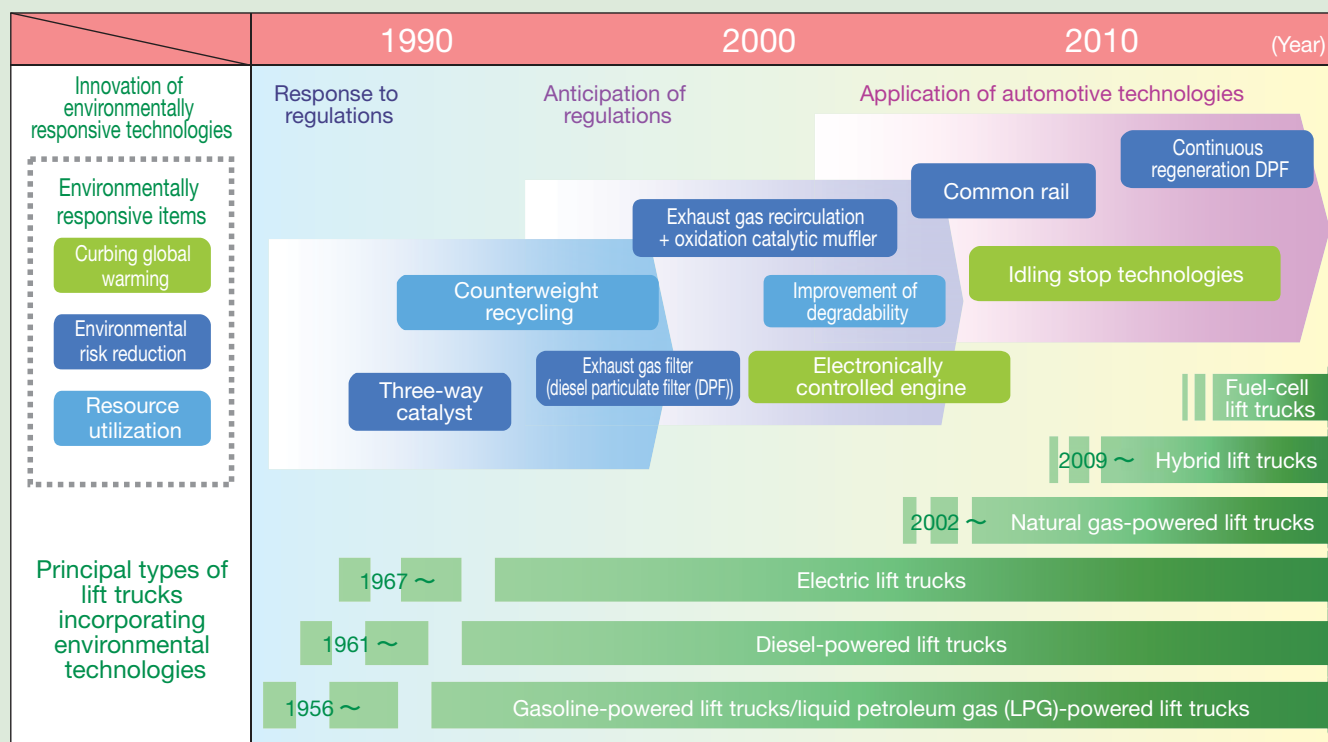 1990
2000
2010
(Year)
Innovation of
environmentally
responsive technologies
Environmentally
responsive items
Curbing global
warming
Environmental
risk reduction
Resource
utilization
Response to
regulations
Anticipation of
regulations
Application of automotive technologies
Continuous
regeneration DPF
Common rail
Exhaust gas recirculation
+ oxidation catalytic muffler
Idling stop technologies
Counterweight
recycling
Improvement of
degradability
Exhaust gas filter
(diesel particulate filter (DPF))
Electronically
controlled engine
Three-way
catalyst
Principal types of
lift trucks
incorporating
environmental
technologies
Fuel-cell
lift trucks
2009 ～ Hybrid lift trucks
2002 ～ Natural gas-powered lift trucks
1967 ～ Electric lift trucks
1961 ～ Diesel-powered lift trucks
1956 ～ Gasoline-powered lift trucks/liquid petroleum gas (LPG)-powered lift trucks